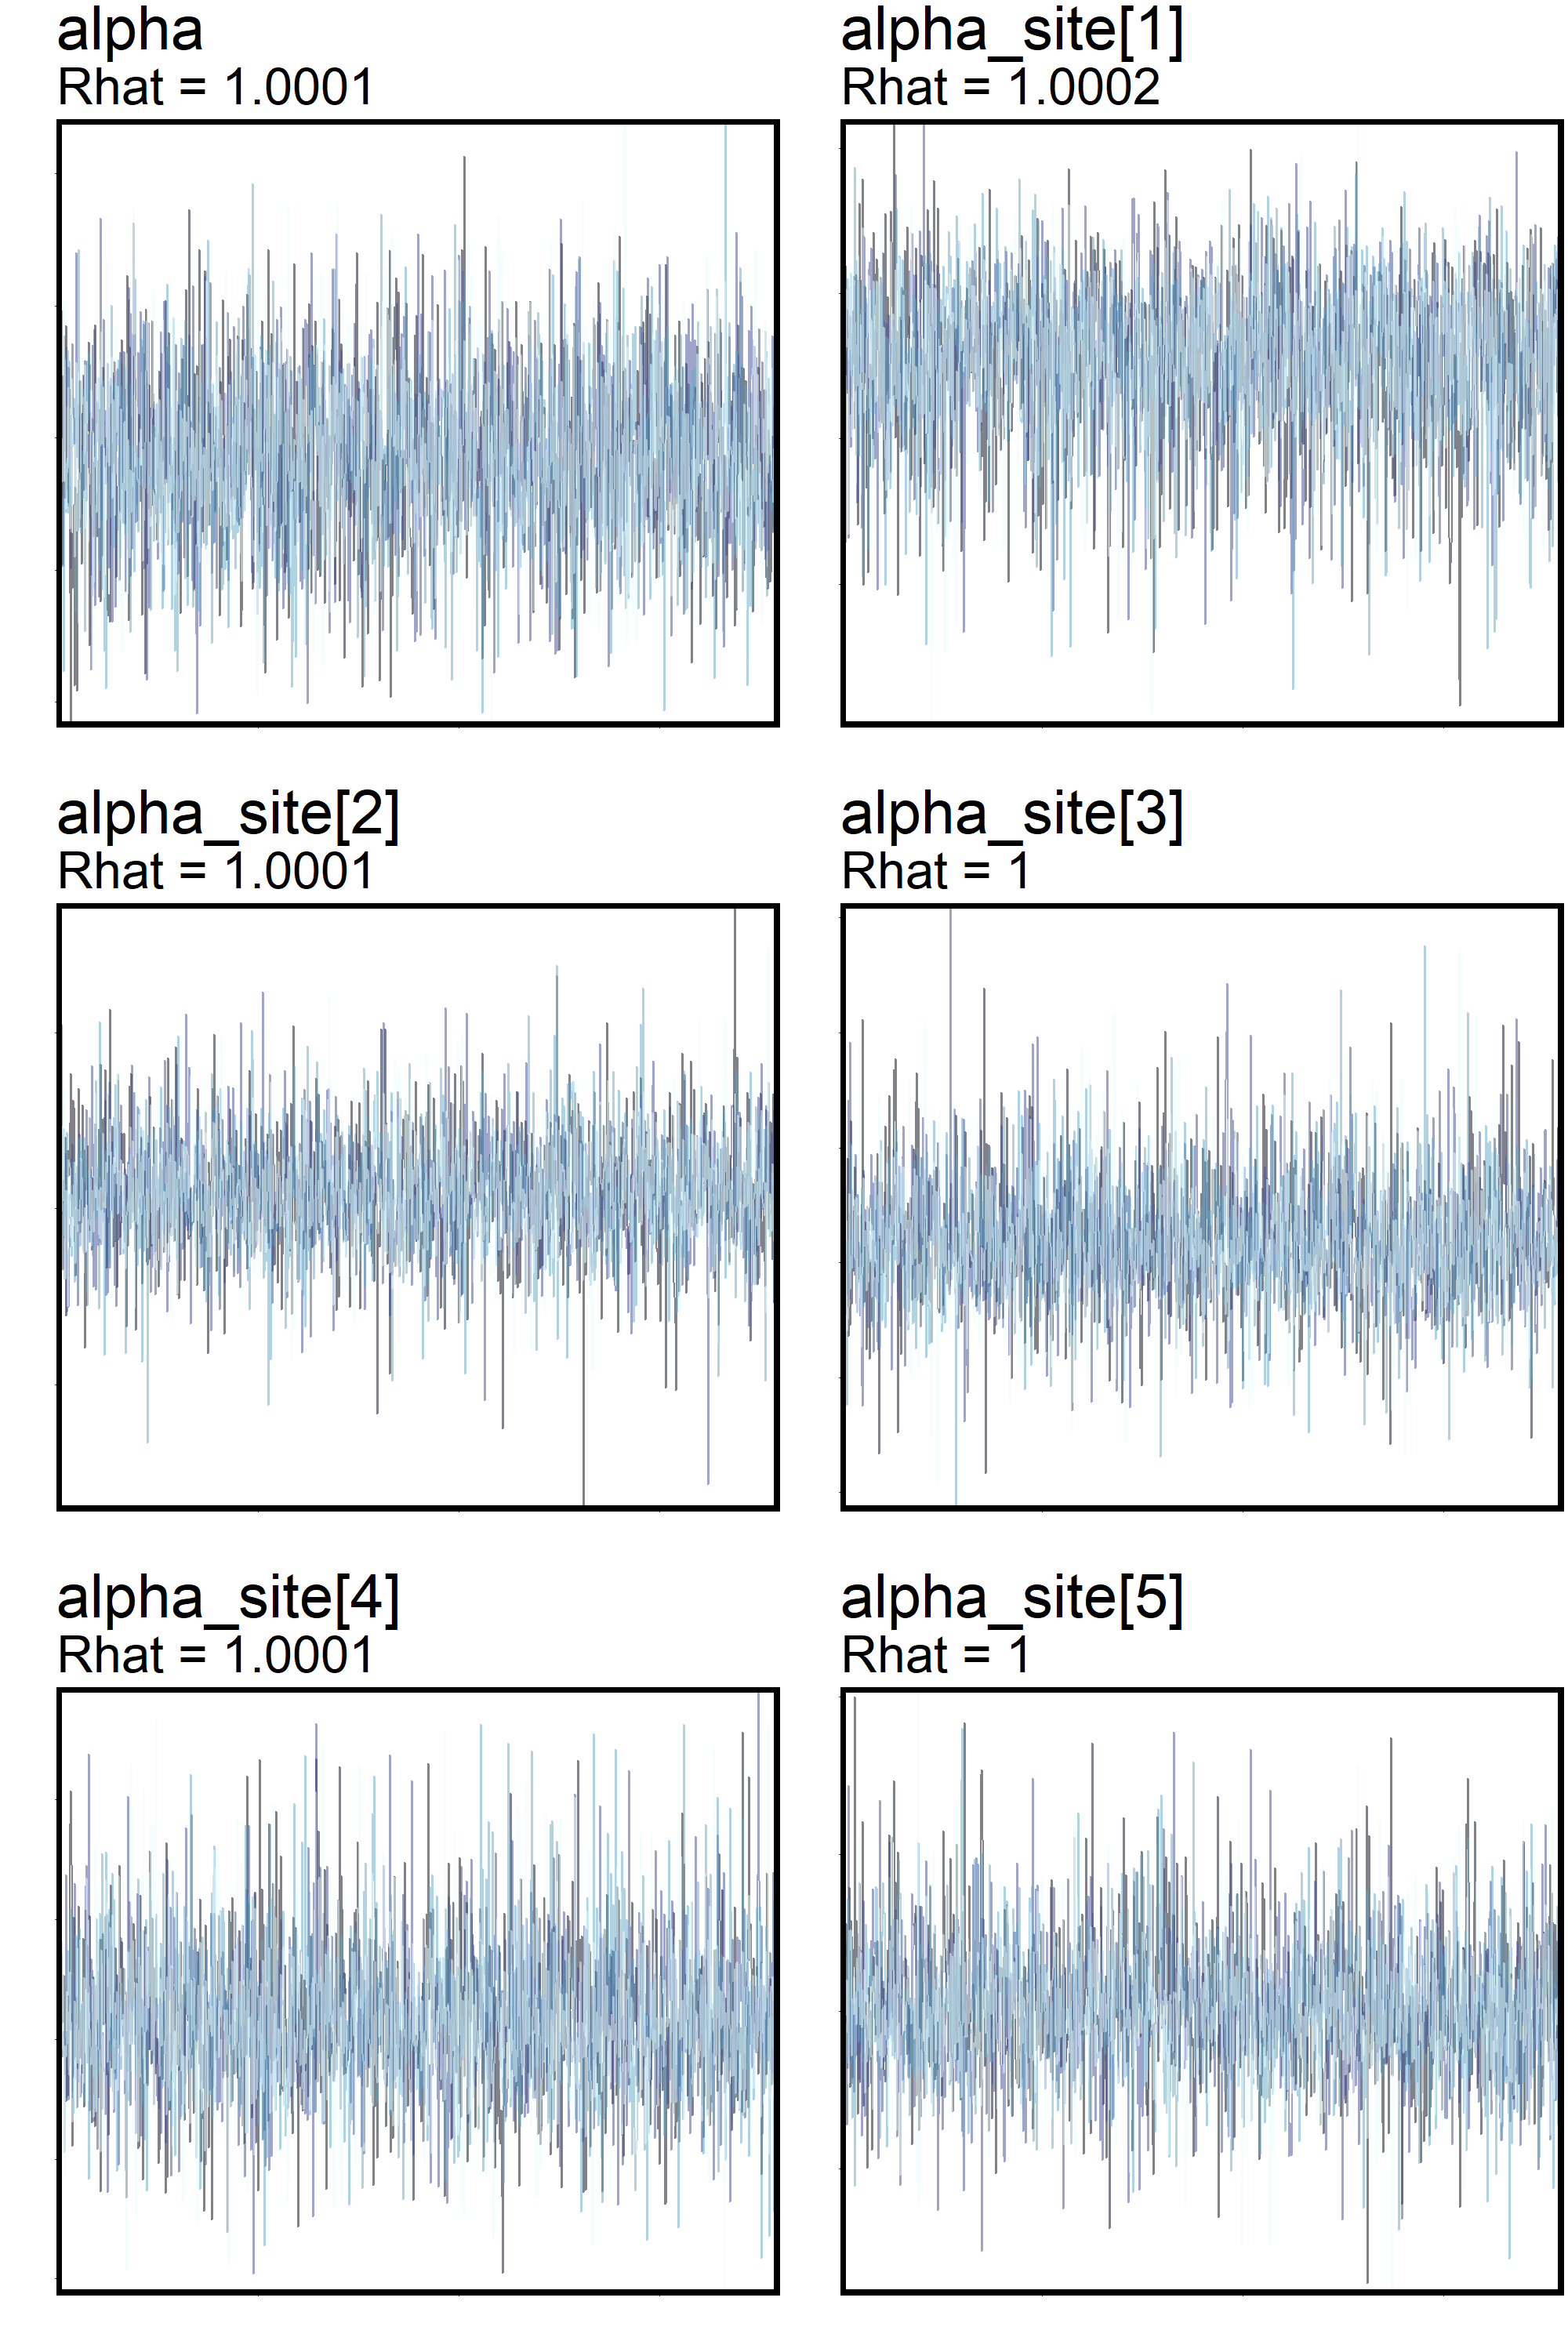 alpha
Rhat = 1.0001
alpha_site[1]
Rhat = 1.0002
alpha_site[2]
Rhat = 1.0001
alpha_site[3]
Rhat = 1
alpha_site[4]
Rhat = 1.0001
alpha_site[5]
Rhat = 1